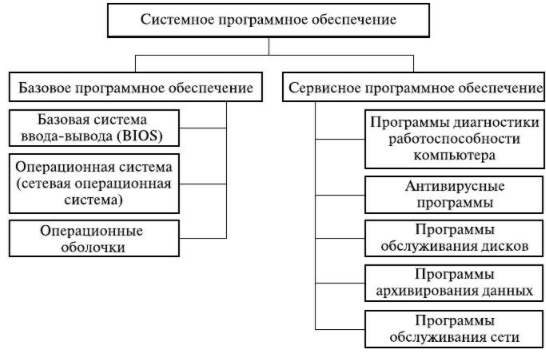 Системное программное обеспечение
Базовое программное обеспечение
Сервисное программное обеспечение
Базовая система
ввода-вывода (BIOS)
Операционная система
(сетевая операционная
система)
Операционные
оболочки
Программы диагностики
работоспособности
компьютера
Антивирусные
программы
Программы
обслуживания дисков
Программы
архивирования данных
Программы
обслуживания сети